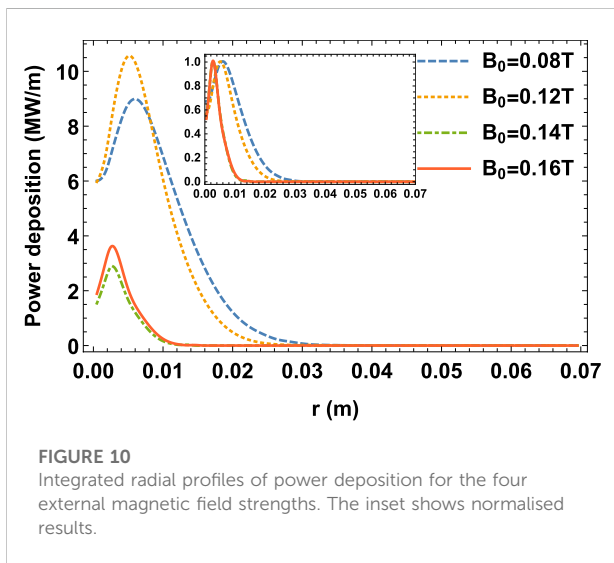 Power deposition (MW/m)
10
8
6
4
2
0
0.00 0.01 0.02 0.03 0.04 0.05 0.06 0.07
r (m)
1.0
0.8
0.6
0.4
0.2
0.0
0.00 0.01 0.02 0.03 0.04 0.05 0.06 0.07
B₀=0.08T
B₀=0.12T
B₀=0.14T
B₀=0.16T
FIGURE 10
Integrated radial profiles of power deposition for the four
external magnetic field strengths. The inset shows normalised
results.